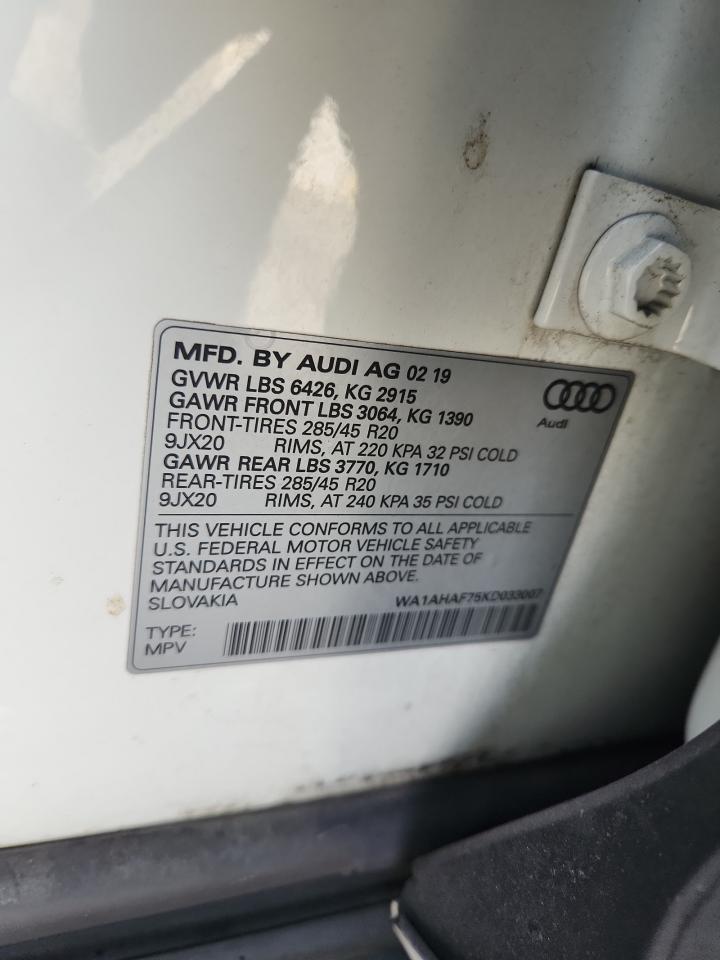 MFD. BY AUDI AG 02 19
GVWR LBS 6426, KG 2915
GAWR FRONT LBS 3064, KG 1390
FRONT-TIRES 285/45 R20
9JX20 RIMS, AT 220 KPA 32 PSI COLD
GAWR REAR LBS 3770, KG 1710
REAR-TIRES 285/45 R20
9JX20 RIMS, AT 240 KPA 35 PSI COLD
Audi
THIS VEHICLE CONFORMS TO ALL APPLICABLE
U.S. FEDERAL MOTOR VEHICLE SAFETY
STANDARDS IN EFFECT ON THE DATE OF
MANUFACTURE SHOWN ABOVE.
SLOVAKIA
WA1AHAF75KD033007
TYPE:
MPV